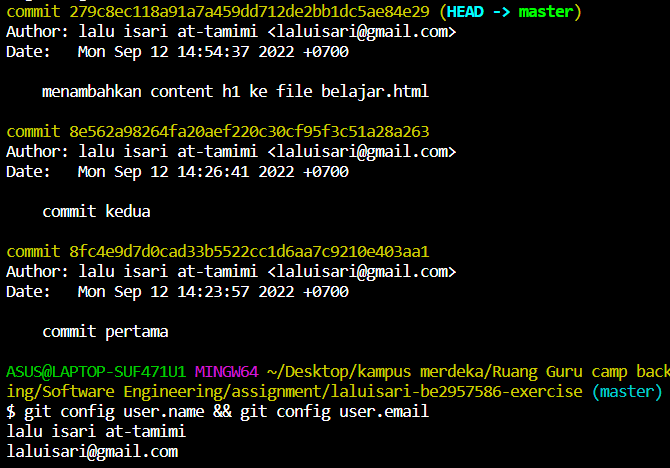 commit 279c8ec118a91a7a459dd712de2bb1dc5ae84e29 (HEAD -> master)
Author: lalu isari at-tamimi <laluisari@gmail.com>
Date:   Mon Sep 12 14:54:37 2022 +0700
menambahkan content h1 ke file belajar.html
commit 8e562a98264fa20aef220c30cf95f3c51a28a263
Author: lalu isari at-tamimi <laluisari@gmail.com>
Date:   Mon Sep 12 14:26:41 2022 +0700
commit kedua
commit 8fc4e9d7d0cad33b5522cc1d6aa7c9210e403aa1
Author: lalu isari at-tamimi <laluisari@gmail.com>
Date:   Mon Sep 12 14:23:57 2022 +0700
commit pertama
ASUS@LAPTOP-SUF471U1 MINGW64 ~/Desktop/kampus merdeka/Ruang Guru camp back
ing/Software Engineering/assignment/laluisari-be2957586-exercise (master)
$ git config user.name && git config user.email
lalu isari at-tamimi
laluisari@gmail.com